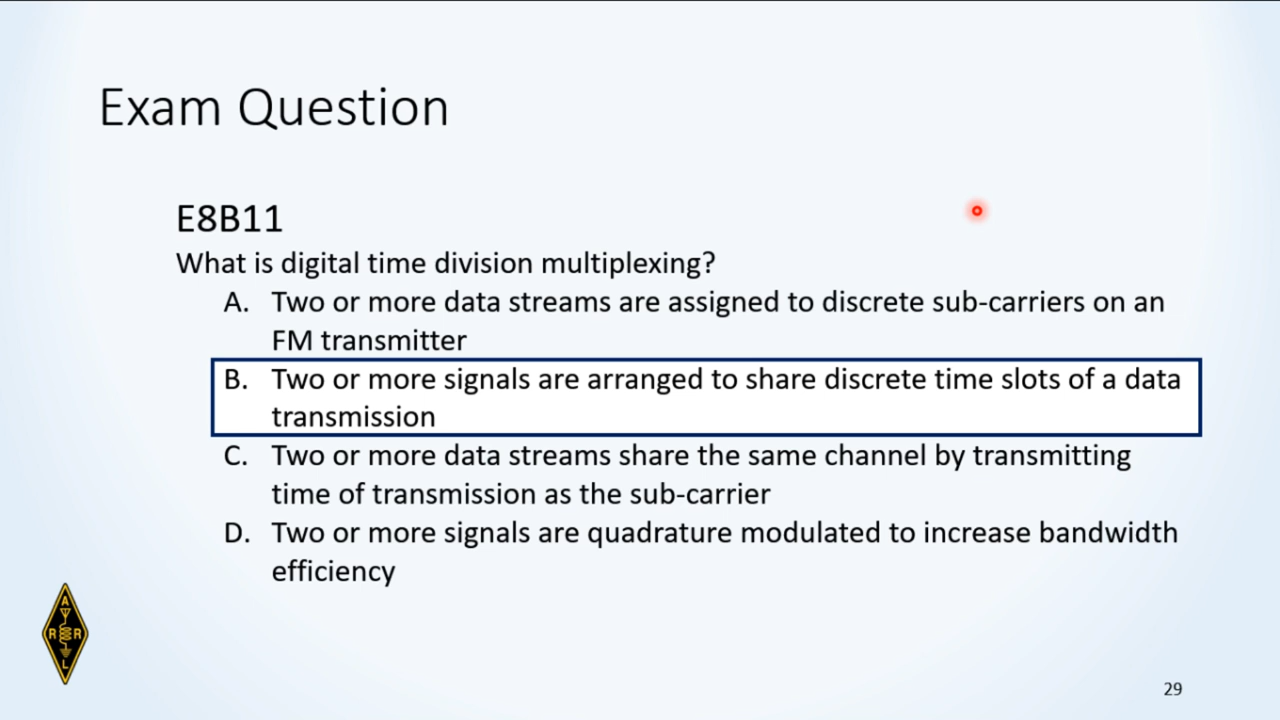 Exam Question
E8B11
What is digital time division multiplexing?
A. Two or more data streams are assigned to discrete sub-carriers on an
FM transmitter
B. Two or more signals are arranged to share discrete time slots of a data
transmission
C. Two or more data streams share the same channel by transmitting
time of transmission as the sub-carrier
D. Two or more signals are quadrature modulated to increase bandwidth
efficiency
A
R R
L
29